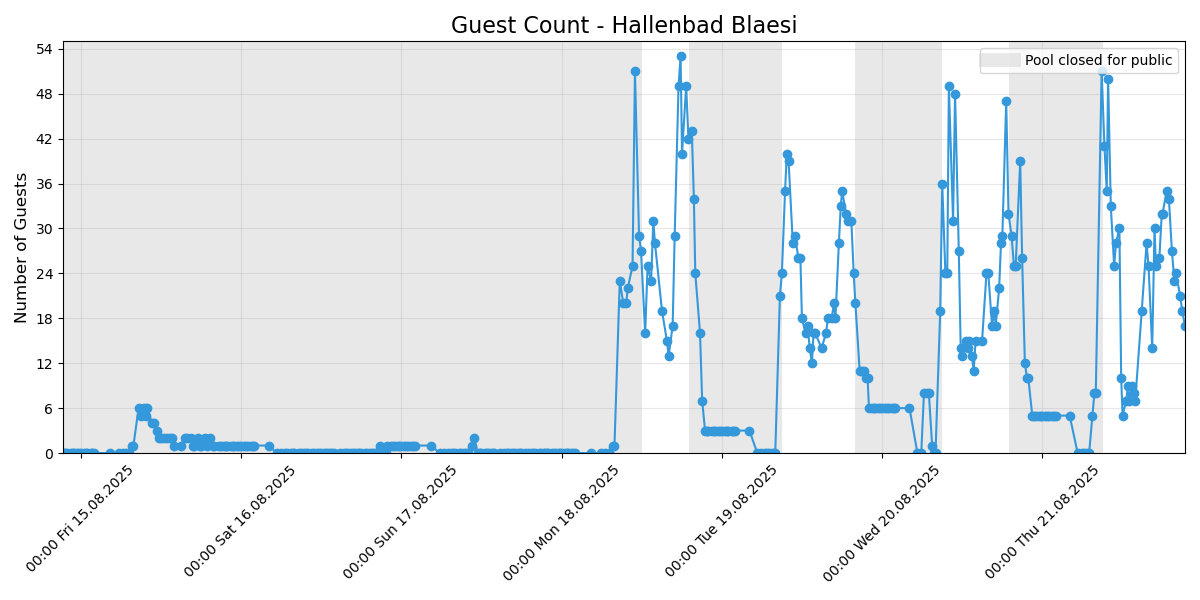 Guest Count - Hallenbad Blaesi
Pool closed for public
Number of Guests
54
48
42
36
30
24
18
12
6
0
00:00 Fri 15.08.2025
00:00 Sat 16.08.2025
00:00 Sun 17.08.2025
00:00 Mon 18.08.2025
00:00 Tue 19.08.2025
00:00 Wed 20.08.2025
00:00 Thu 21.08.2025